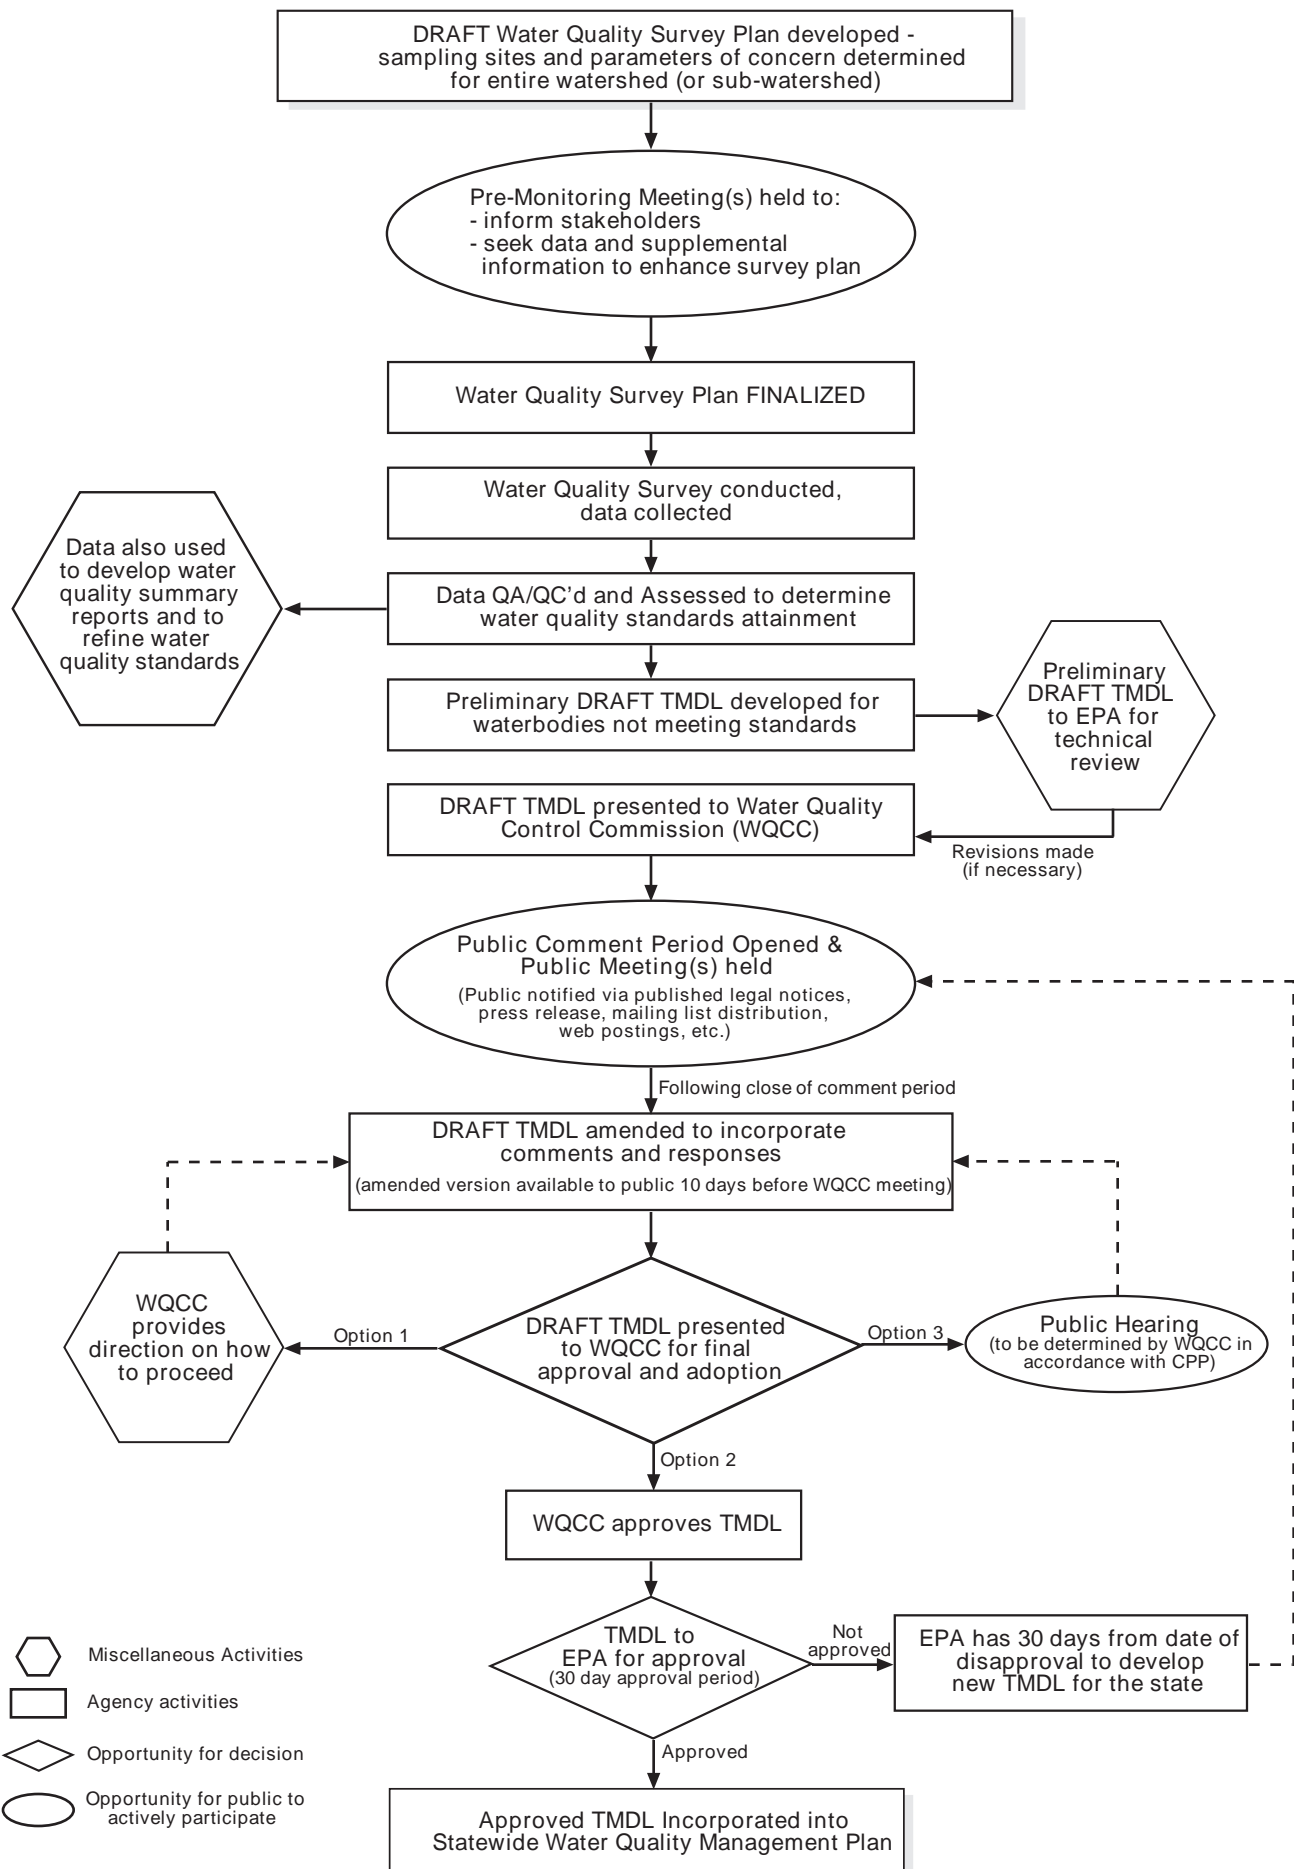 DRAFT Water Quality Survey Plan developed -
sampling sites and parameters of concern determined
for entire watershed (or sub-watershed)
Pre-Monitoring Meeting(s) held to:
- inform stakeholders
- seek data and supplemental
information to enhance survey plan
Water Quality Survey Plan FINALIZED
Water Quality Survey conducted,
data collected
Data also used
to develop water
quality summary
reports and to
refine water
quality standards
Data QA/QC'd and Assessed to determine
water quality standards attainment
Preliminary DRAFT TMDL developed for
waterbodies not meeting standards
Preliminary
DRAFT TMDL
to EPA for
technical
review
DRAFT TMDL presented to Water Quality
Control Commission (WQCC)
Revisions made
(if necessary)
Public Comment Period Opened &
Public Meeting(s) held
(Public notified via published legal notices,
press release, mailing list distribution,
web postings, etc.)
Following close of comment period
DRAFT TMDL amended to incorporate
comments and responses
(amended version available to public 10 days before WQCC meeting)
WQCC
provides
direction on how
to proceed
Option 1
DRAFT TMDL presented
to WQCC for final
approval and adoption
Option 3
Public Hearing
(to be determined by WQCC in
accordance with CPP)
Option 2
WQCC approves TMDL
TMDL to
EPA for approval
(30 day approval period)
Not
approved
EPA has 30 days from date of
disapproval to develop
new TMDL for the state
Approved
Approved TMDL Incorporated into
Statewide Water Quality Management Plan
Miscellaneous Activities
Agency activities
Opportunity for decision
Opportunity for public to
actively participate